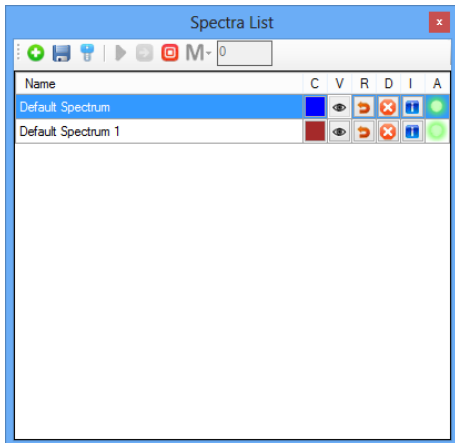 Spectra List
x
M 0
Name C V R D I A
Default Spectrum
Default Spectrum 1